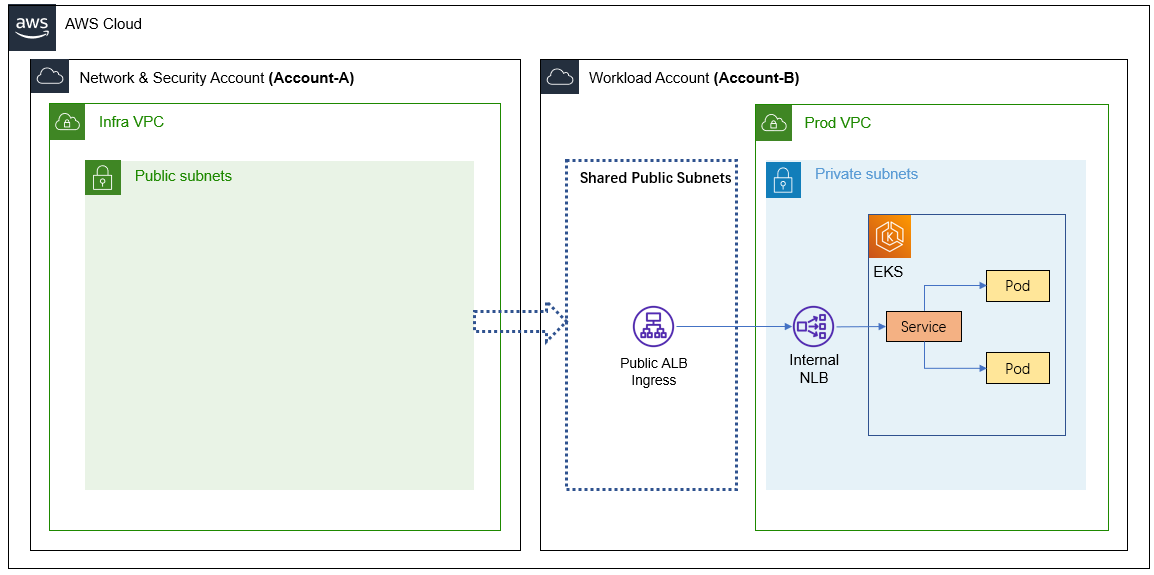 aws
AWS Cloud
Network & Security Account (Account-A)
Infra VPC
Public subnets
Workload Account (Account-B)
Shared Public Subnets
Public ALB
Ingress
Prod VPC
Private subnets
Internal
NLB
K
EKS
Service
Pod
Pod